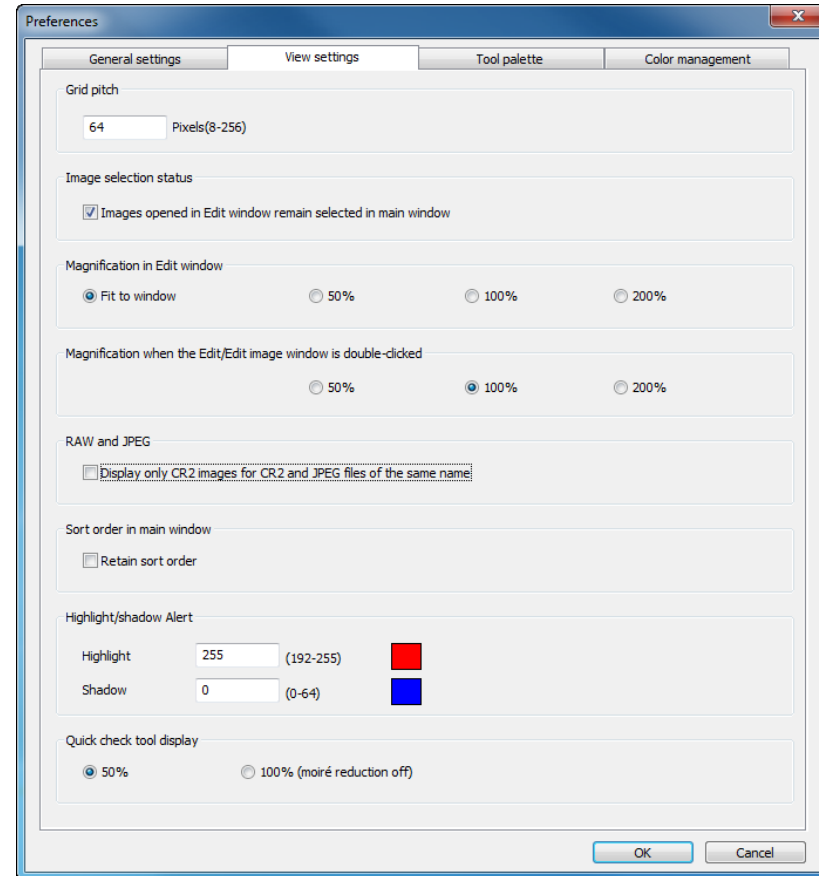 Preferences
General settings View settings Tool palette Color management
Grid pitch
64 Pixels(8-256)
Image selection status
Images opened in Edit window remain selected in main window
Magnification in Edit window
Fit to window 50% 100% 200%
Magnification when the Edit/Edit image window is double-clicked
50% 100% 200%
RAW and JPEG
Display only CR2 images for CR2 and JPEG files of the same name
Sort order in main window
Retain sort order
Highlight/shadow Alert
Highlight 255 (192-255)
Shadow 0 (0-64)
Quick check tool display
50% 100% (moiré reduction off)
OK Cancel